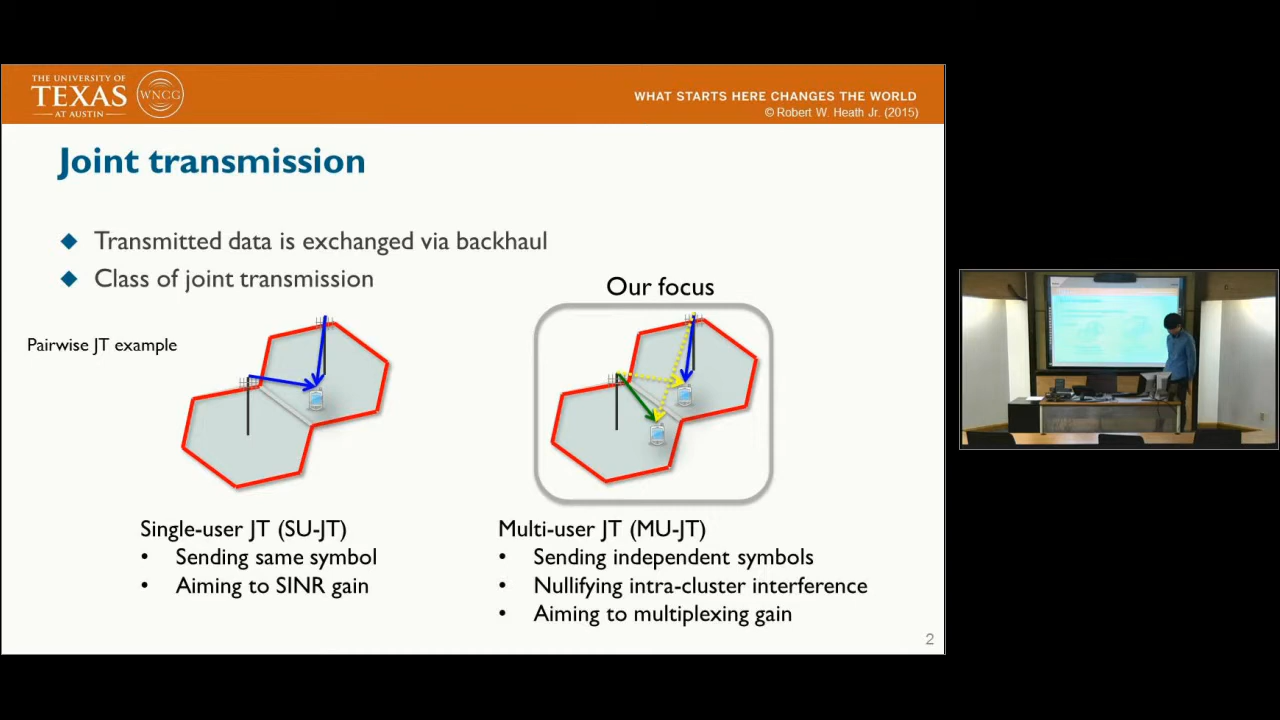 THE UNIVERSITY OF
TEXAS
AT AUSTIN
WNCG
WHAT STARTS HERE CHANGES THE WORLD
© Robert W. Heath Jr. (2015)
Joint transmission
Transmitted data is exchanged via backhaul
Class of joint transmission
Our focus
Pairwise JT example
Single-user JT (SU-JT)
• Sending same symbol
• Aiming to SINR gain
Multi-user JT (MU-JT)
• Sending independent symbols
• Nullifying intra-cluster interference
• Aiming to multiplexing gain
2